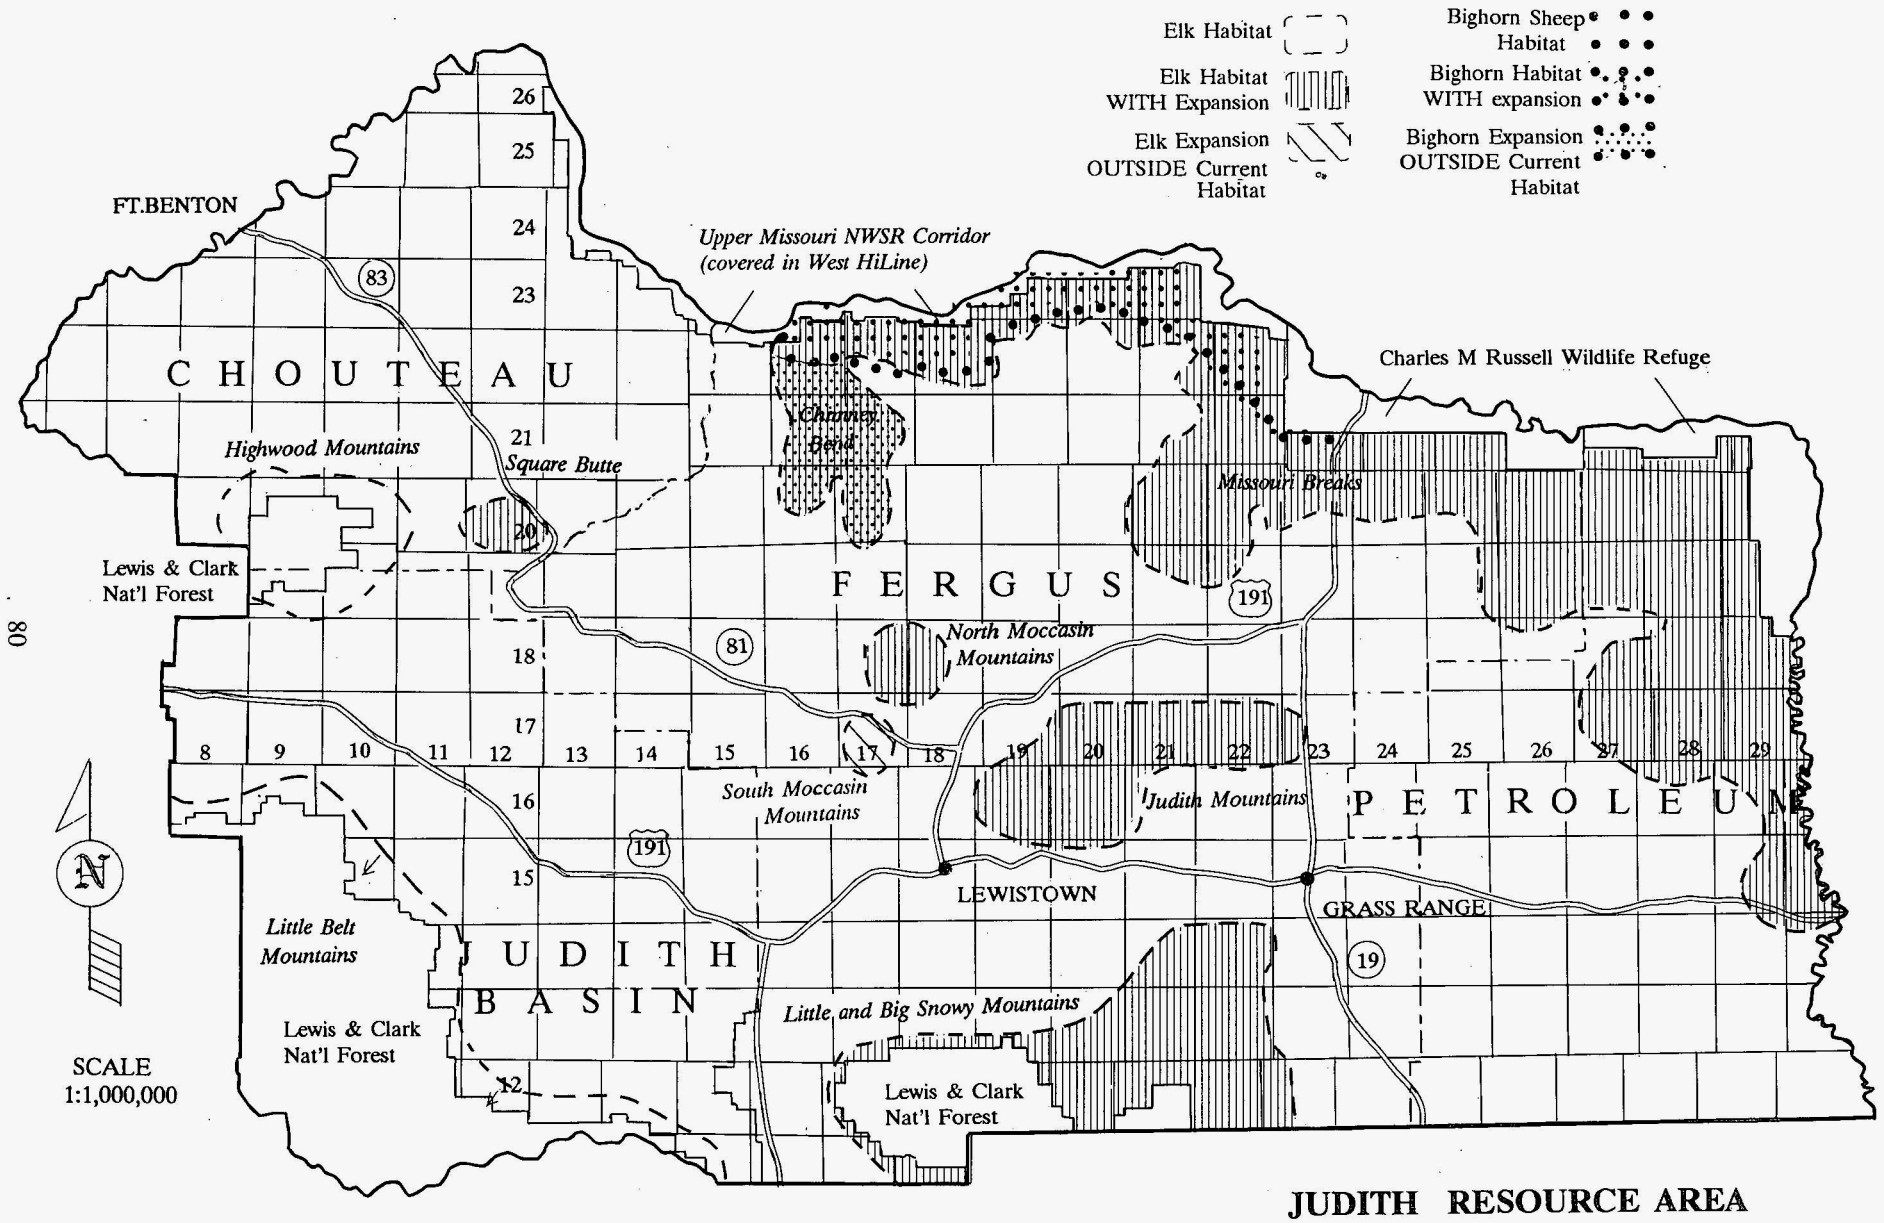 Elk Habitat
Elk Habitat
WITH Expansion
Elk Expansion
OUTSIDE Current
Habitat
Bighorn Sheep
Habitat
Bighorn Habitat
WITH expansion
Bighorn Expansion
OUTSIDE Current
Habitat
26
25
FT.BENTON
24
Upper Missouri NWSR Corridor
(covered in West HiLine)
83
23
CHOUTEAU
Charles M Russell Wildlife Refuge
Chimney
Bend
21
Highwood Mountains
Square Butte
Missouri Breaks
20
Lewis & Clark
Nat'l Forest
FERGUS
191
80
81
North Moccasin
Mountains
18
17
8 9 10 11 12 13 14 15 16 17 18 19 20 21 22 23 24 25 26 27 28 29
South Moccasin
Mountains
16
Judith Mountains
PETROLEUM
191
N
15
LEWISTOWN
GRASS RANGE
Little Belt
Mountains
JUDITH
BASIN
19
Little and Big Snowy Mountains
Lewis & Clark
Nat'l Forest
SCALE
1:1,000,000
12
Lewis & Clark
Nat'l Forest
JUDITH RESOURCE AREA